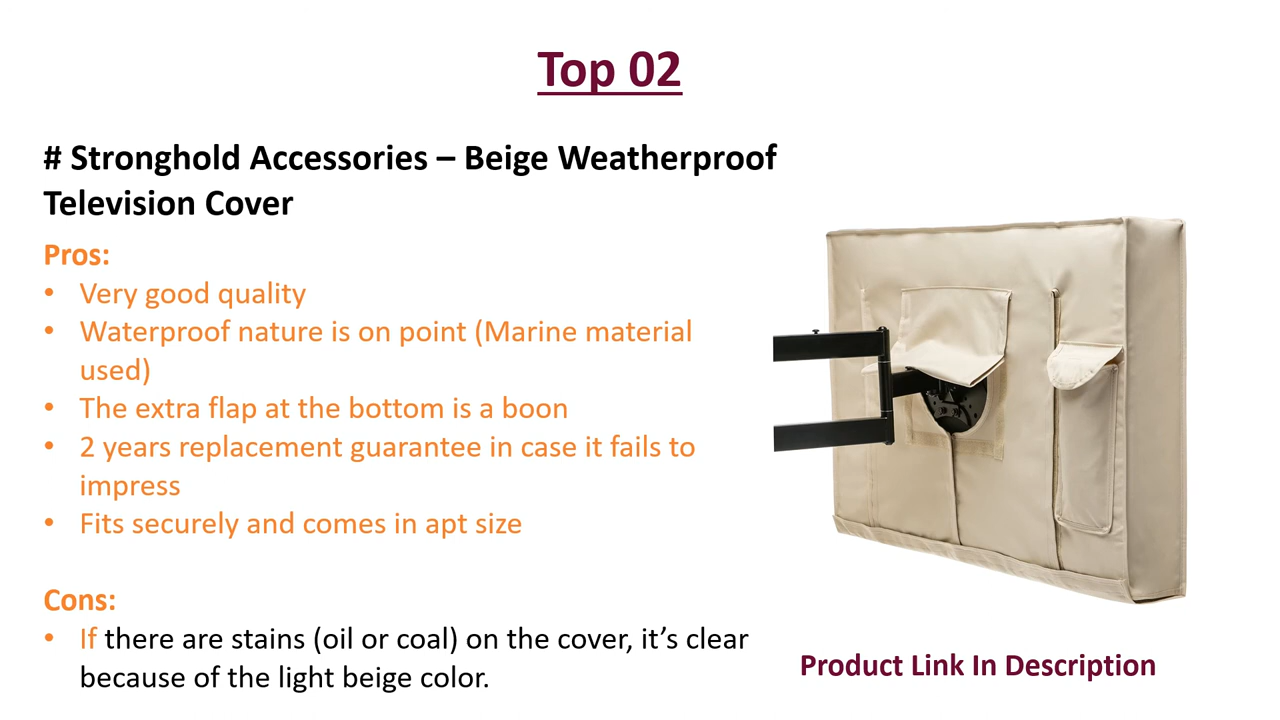 Top 02
# Stronghold Accessories – Beige Weatherproof
Television Cover
Pros:
• Very good quality
• Waterproof nature is on point (Marine material
used)
• The extra flap at the bottom is a boon
• 2 years replacement guarantee in case it fails to
impress
• Fits securely and comes in apt size
Cons:
• If there are stains (oil or coal) on the cover, it’s clear
because of the light beige color.
Product Link In Description